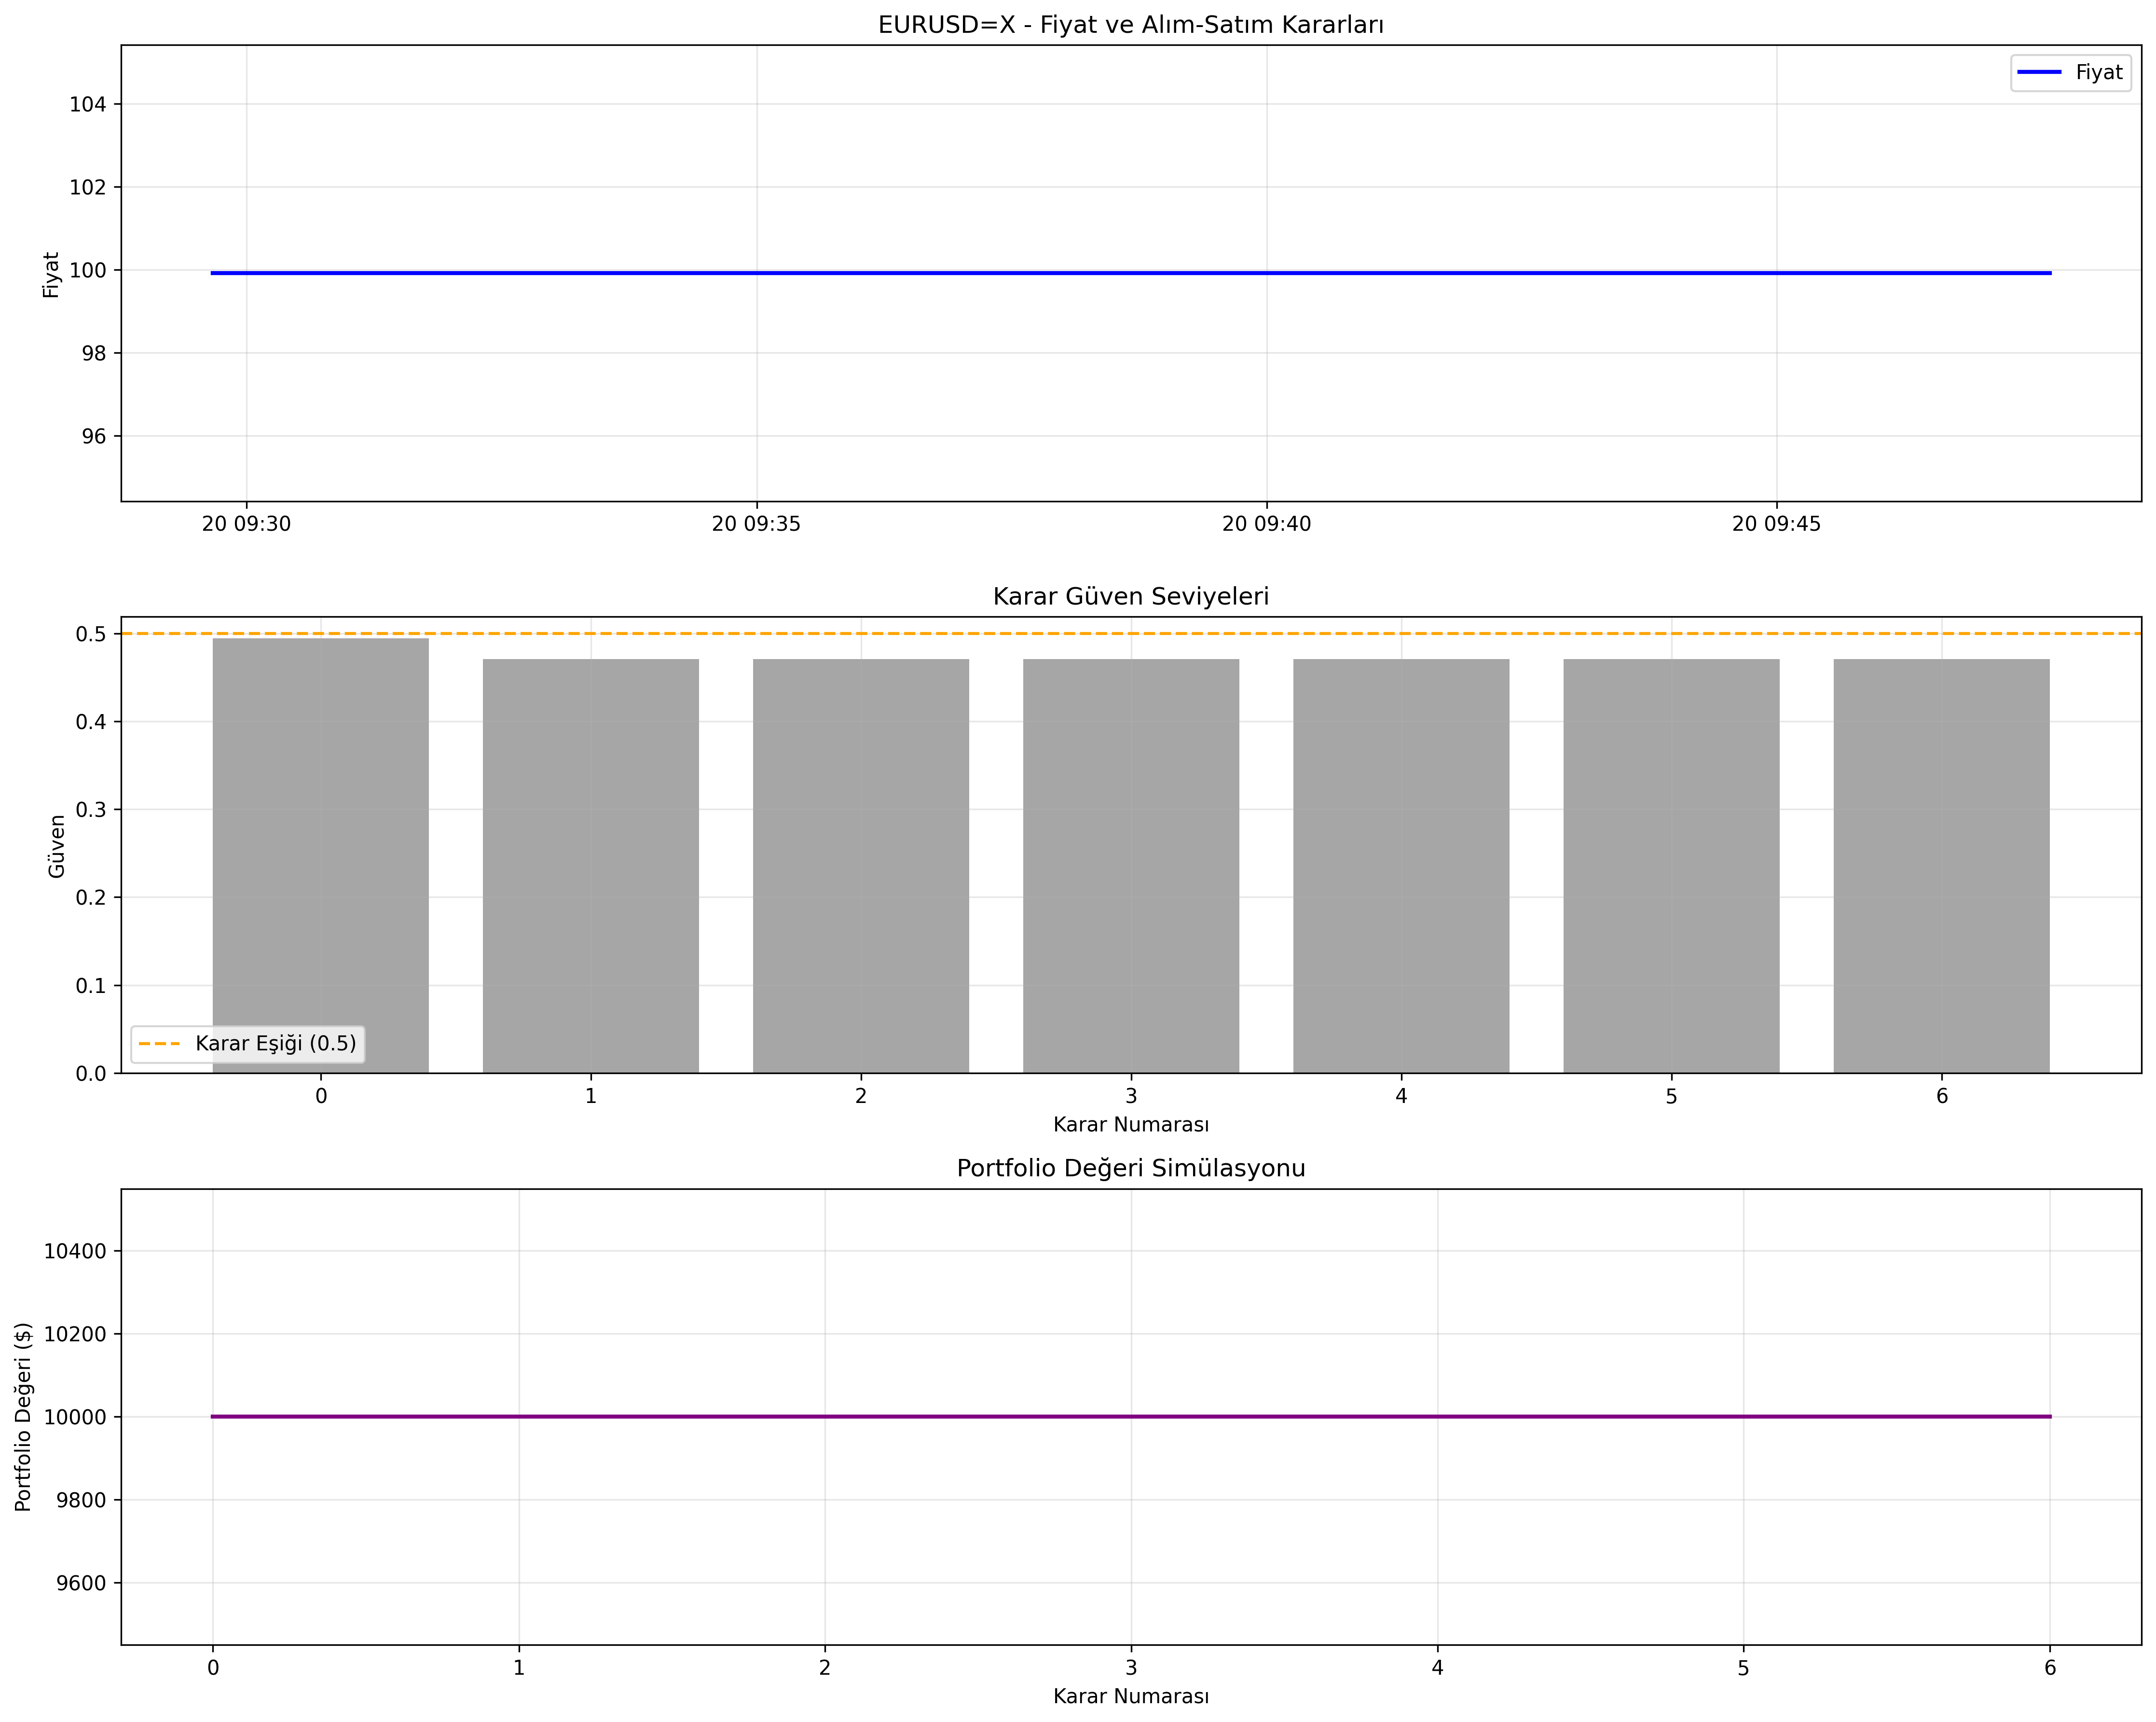 EURUSD=X - Fiyat ve Alım-Satım Kararları
Fiyat
Fiyat
104
102
100
98
96
20 09:30 20 09:35 20 09:40 20 09:45
Karar Güven Seviyeleri
Güven
0.5
0.4
0.3
0.2
0.1
0.0
Karar Eşiği (0.5)
0 1 2 3 4 5 6
Karar Numarası
Portfolio Değeri Simülasyonu
Portfolio Değeri ($)
10400
10200
10000
9800
9600
0 1 2 3 4 5 6
Karar Numarası